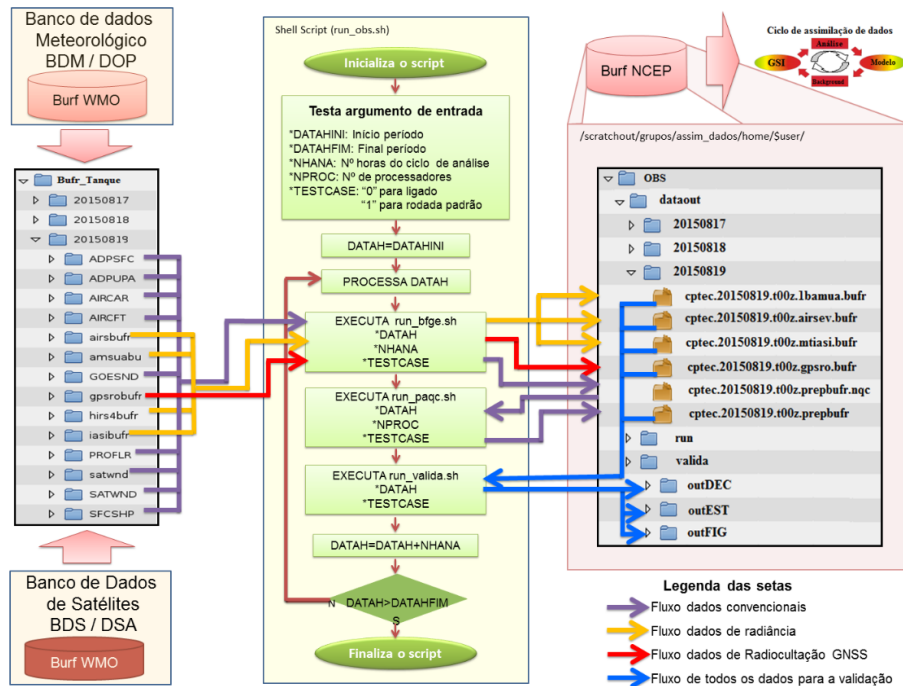 Banco de dados
Meteorológico
BDM / DOP
Burf WMO
Bufr_Tanque
20150817
20150818
20150819
ADPSFC
ADPUPA
AIRCAR
AIRCFT
airsbufr
amsuabu
GOESND
gpsrobufr
hirs4bufr
iasibufr
PROFLR
satwnd
SATWND
SFCSHP
Banco de Dados
de Satélites
BDS / DSA
Burf WMO
Shell Script (run_obs.sh)
Inicializa o script
Testa argumento de entrada
*DATAHINI: Início período
*DATAHFIM: Final período
*NHANA: Nº horas do ciclo de análise
*NPROC: Nº de processadores
*TESTCASE: “0” para ligado
“1” para rodada padrão
DATAH=DATAHINI
PROCESSA DATAH
EXECUTA run_bfge.sh
*DATAH
*NHANA
*TESTCASE
EXECUTA run_paqc.sh
*DATAH
*NPROC
*TESTCASE
EXECUTA run_valida.sh
*DATAH
*TESTCASE
DATAH=DATAH+NHANA
N DATAH>DATAHFIM
S
Finaliza o script
Burf NCEP
Ciclo de assimilação de dados
Análise
GSI
Modelo
Background
/scratchout/grupos/assim_dados/home/$user/
OBS
dataout
20150817
20150818
20150819
cptec.20150819.t00z.1bamua.bufr
cptec.20150819.t00z.airsev.bufr
cptec.20150819.t00z.mtiasi.bufr
cptec.20150819.t00z.gpsro.bufr
cptec.20150819.t00z.prepbufr.nqc
cptec.20150819.t00z.prepbufr
run
valida
outDEC
outEST
outFIG
Legenda das setas
Fluxo dados convencionais
Fluxo dados de radiância
Fluxo dados de Radiocultação GNSS
Fluxo de todos os dados para a validação